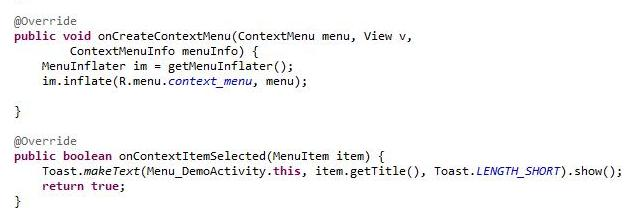 @Override
public void onCreateContextMenu(ContextMenu menu, View v,
        ContextMenuInfo menuInfo) {
    MenuInflater im = getMenuInflater();
    im.inflate(R.menu.context_menu, menu);

}

@Override
public boolean onContextItemSelected(MenuItem item) {
    Toast.makeText(Menu_DemoActivity.this, item.getTitle(), Toast.LENGTH_SHORT).show();
    return true;
}